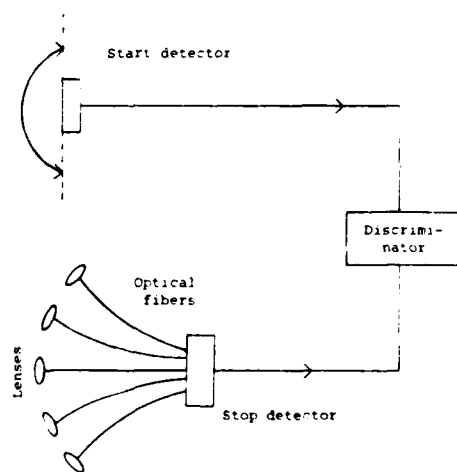 Start detector
Discrimi-
nator
Optical
fibers
Lenses
Stop detector